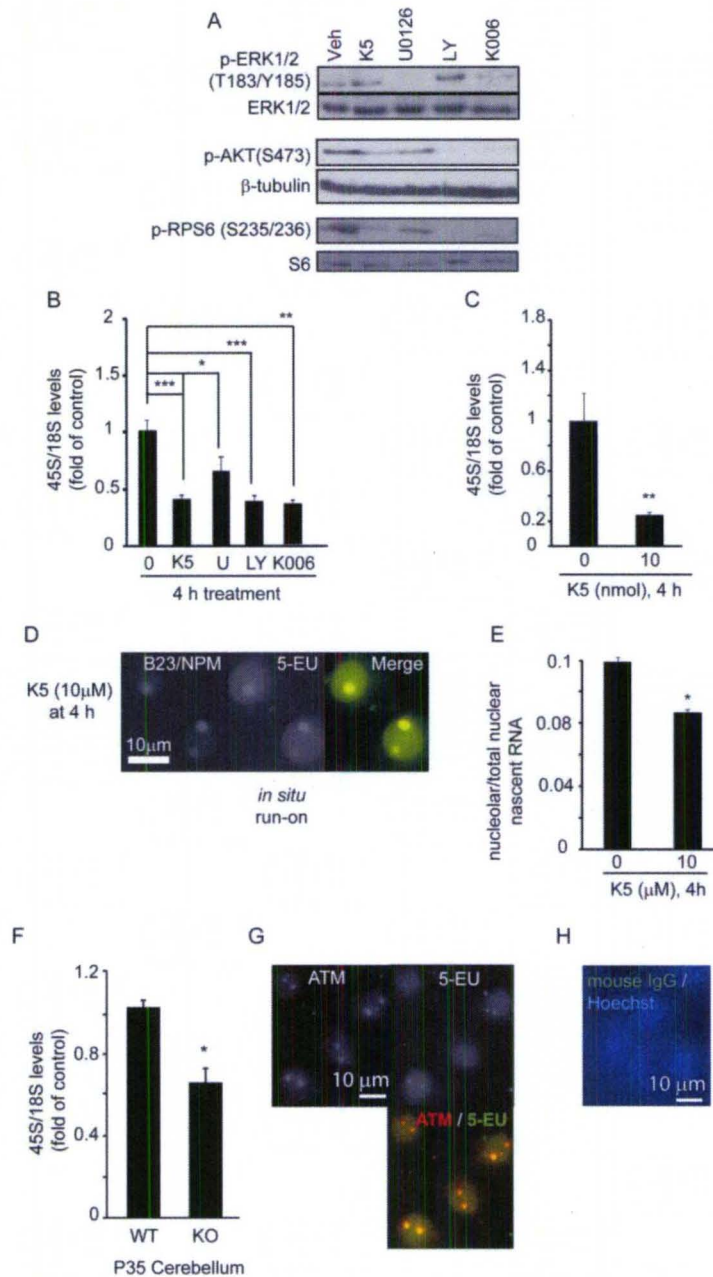 A
Veh
K5
U0126
LY
K006
p-ERK1/2
(T183/Y185)
ERK1/2
p-AKT(S473)
β-tubulin
p-RPS6 (S235/236)
S6
B
45S/18S levels
(fold of control)
2
1.5
1
0.5
0
**
***
*
***
0 K5 U LY K006
4 h treatment
C
45S/18S levels
(fold of control)
1.8
1.4
1
0.6
0.2
0
**
0 10
K5 (nmol), 4 h
D
K5 (10μM)
at 4 h
B23/NPM 5-EU Merge
10μm
in situ
run-on
E
nucleolar/total nuclear
nascent RNA
0.1
0.08
0.04
0
*
0 10
K5 (μM), 4h
F
45S/18S levels
(fold of control)
1.2
0.8
0.4
0
*
WT KO
P35 Cerebellum
G
ATM 5-EU
10 μm
ATM / 5-EU
H
mouse IgG /
Hoechst
10 μm